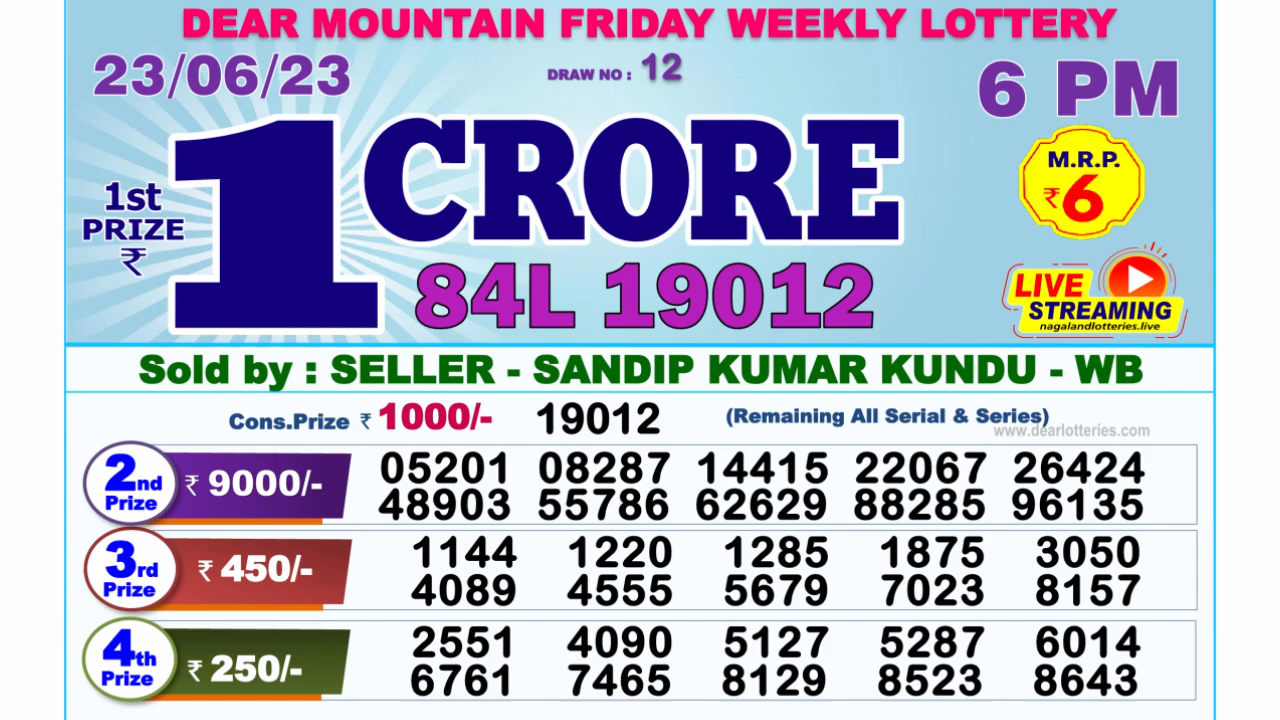 DEAR MOUNTAIN FRIDAY WEEKLY LOTTERY
23/06/23
DRAW NO : 12
6 PM
1st
PRIZE
₹
1 CRORE
M.R.P.
₹6
84L 19012
LIVE
STREAMING
nagalandlotteries.live
Sold by : SELLER - SANDIP KUMAR KUNDU - WB
Cons.Prize ₹ 1000/- 19012 (Remaining All Serial & Series)
www.dearlotteries.com
2nd
Prize
₹ 9000/-
05201 08287 14415 22067 26424
48903 55786 62629 88285 96135
3rd
Prize
₹ 450/-
1144 1220 1285 1875 3050
4089 4555 5679 7023 8157
4th
Prize
₹ 250/-
2551 4090 5127 5287 6014
6761 7465 8129 8523 8643